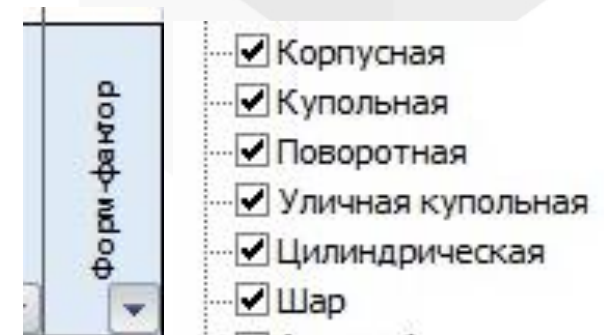 Форм-фактор
Корпусная
Купольная
Поворотная
Уличная купольная
Цилиндрическая
Шар